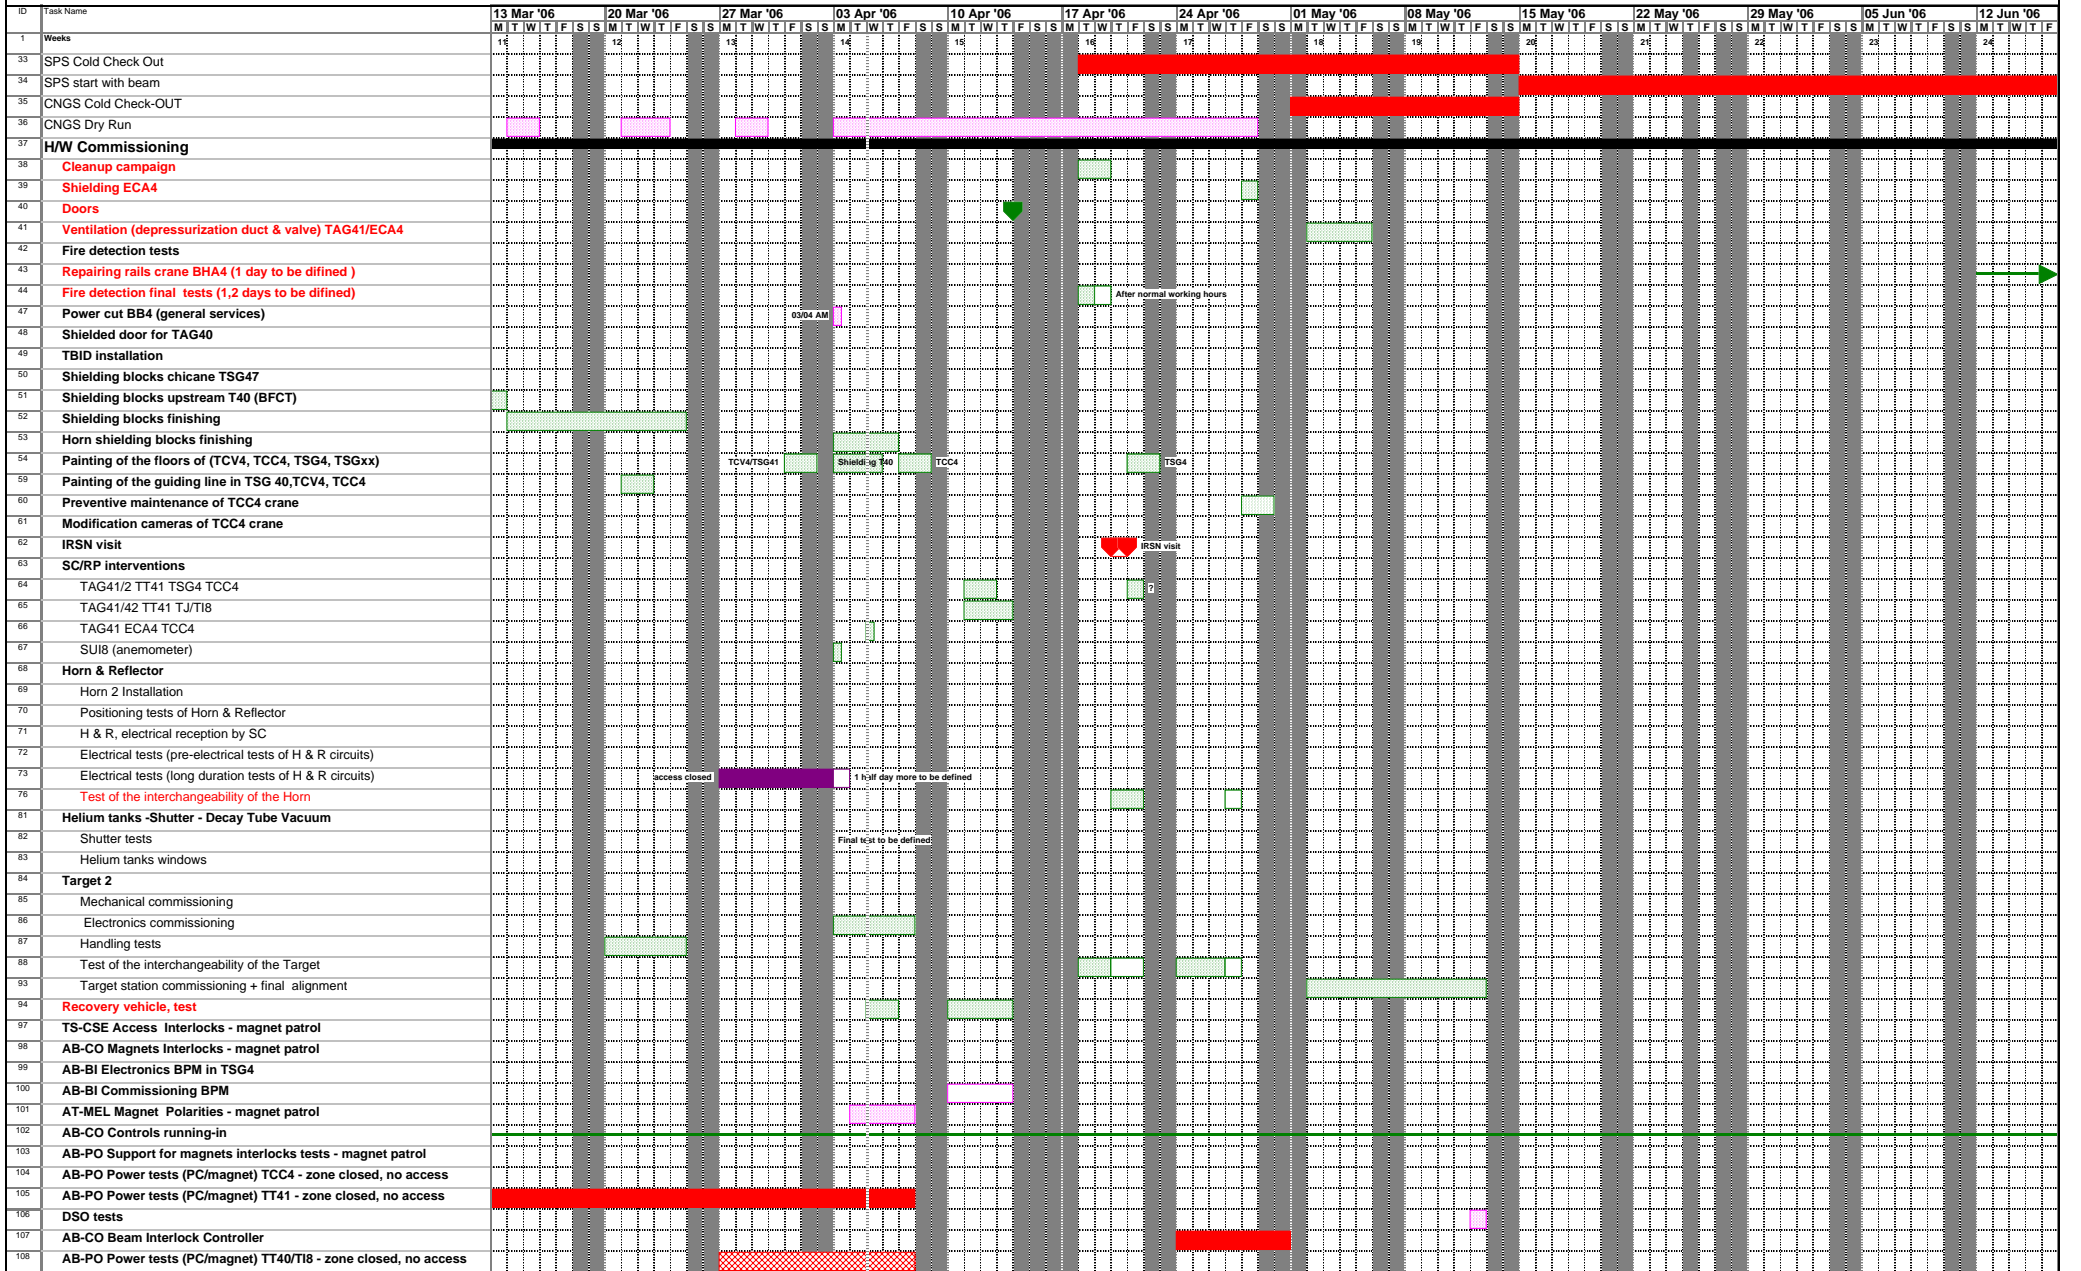 ID Task Name 13 Mar '06 20 Mar '06 27 Mar '06 03 Apr '06 10 Apr '06 17 Apr '06 24 Apr '06 01 May '06 08 May '06 15 May '06 22 May '06 29 May '06 05 Jun '06 12 Jun '06
M T W T F S S M T W T F S S M T W T F S S M T W T F S S M T W T F S S M T W T F S S M T W T F S S M T W T F S S M T W T F S S M T W T F S S M T W T F S S M T W T F S S M T W T F S S M T W T F
1 Weeks 11 12 13 14 15 16 17 18 19 20 21 22 23 24
33 SPS Cold Check Out
34 SPS start with beam
35 CNGS Cold Check-OUT
36 CNGS Dry Run
37 H/W Commissioning
38 Cleanup campaign
39 Shielding ECA4
40 Doors
41 Ventilation (depressurization duct & valve) TAG41/ECA4
42 Fire detection tests
43 Repairing rails crane BHA4 (1 day to be difined )
44 Fire detection final tests (1,2 days to be difined) After normal working hours
47 Power cut BB4 (general services) 03/04 AM
48 Shielded door for TAG40
49 TBID installation
50 Shielding blocks chicane TSG47
51 Shielding blocks upstream T40 (BFCT)
52 Shielding blocks finishing
53 Horn shielding blocks finishing
54 Painting of the floors of (TCV4, TCC4, TSG4, TSGxx) TCV4/TSG41 Shielding T40 TCC4 TSG4
59 Painting of the guiding line in TSG 40,TCV4, TCC4
60 Preventive maintenance of TCC4 crane
61 Modification cameras of TCC4 crane
62 IRSN visit IRSN visit
63 SC/RP interventions
64 TAG41/2 TT41 TSG4 TCC4 ?
65 TAG41/42 TT41 TJ/TI8
66 TAG41 ECA4 TCC4
67 SUI8 (anemometer)
68 Horn & Reflector
69 Horn 2 Installation
70 Positioning tests of Horn & Reflector
71 H & R, electrical reception by SC
72 Electrical tests (pre-electrical tests of H & R circuits)
73 Electrical tests (long duration tests of H & R circuits) access closed 1 half day more to be defined
76 Test of the interchangeability of the Horn
81 Helium tanks -Shutter - Decay Tube Vacuum
82 Shutter tests Final test to be defined
83 Helium tanks windows
84 Target 2
85 Mechanical commissioning
86 Electronics commissioning
87 Handling tests
88 Test of the interchangeability of the Target
93 Target station commissioning + final alignment
94 Recovery vehicle, test
97 TS-CSE Access Interlocks - magnet patrol
98 AB-CO Magnets Interlocks - magnet patrol
99 AB-BI Electronics BPM in TSG4
100 AB-BI Commissioning BPM
101 AT-MEL Magnet Polarities - magnet patrol
102 AB-CO Controls running-in
103 AB-PO Support for magnets interlocks tests - magnet patrol
104 AB-PO Power tests (PC/magnet) TCC4 - zone closed, no access
105 AB-PO Power tests (PC/magnet) TT41 - zone closed, no access
106 DSO tests
107 AB-CO Beam Interlock Controller
108 AB-PO Power tests (PC/magnet) TT40/TI8 - zone closed, no access